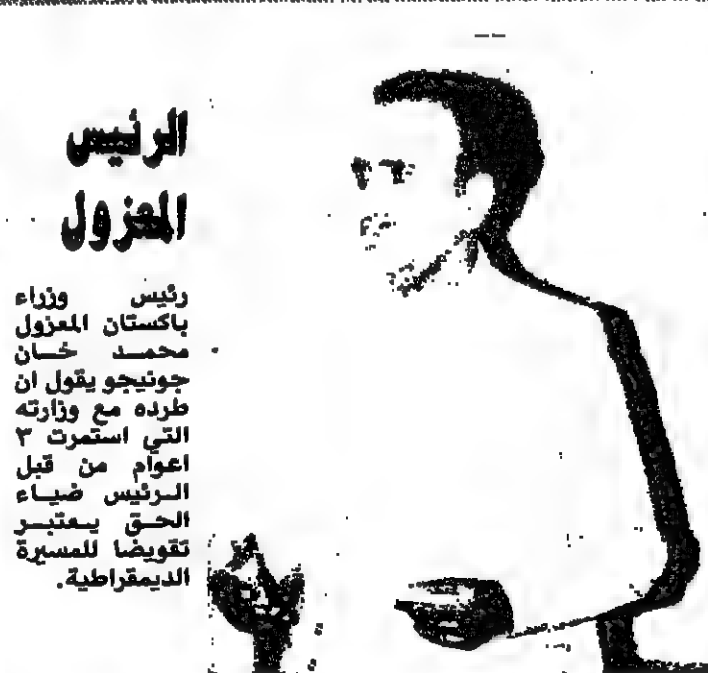 الرئيس
المعزول
رئيس وزراء
باكستان المعزول
محمد خان
جونيجو يقول ان
طرده مع وزارته
التي استمرت ٣
اعوام من قبل
الرئيس ضياء
الحق يعتبر
تقويضا للمسيرة
الديمقراطية.